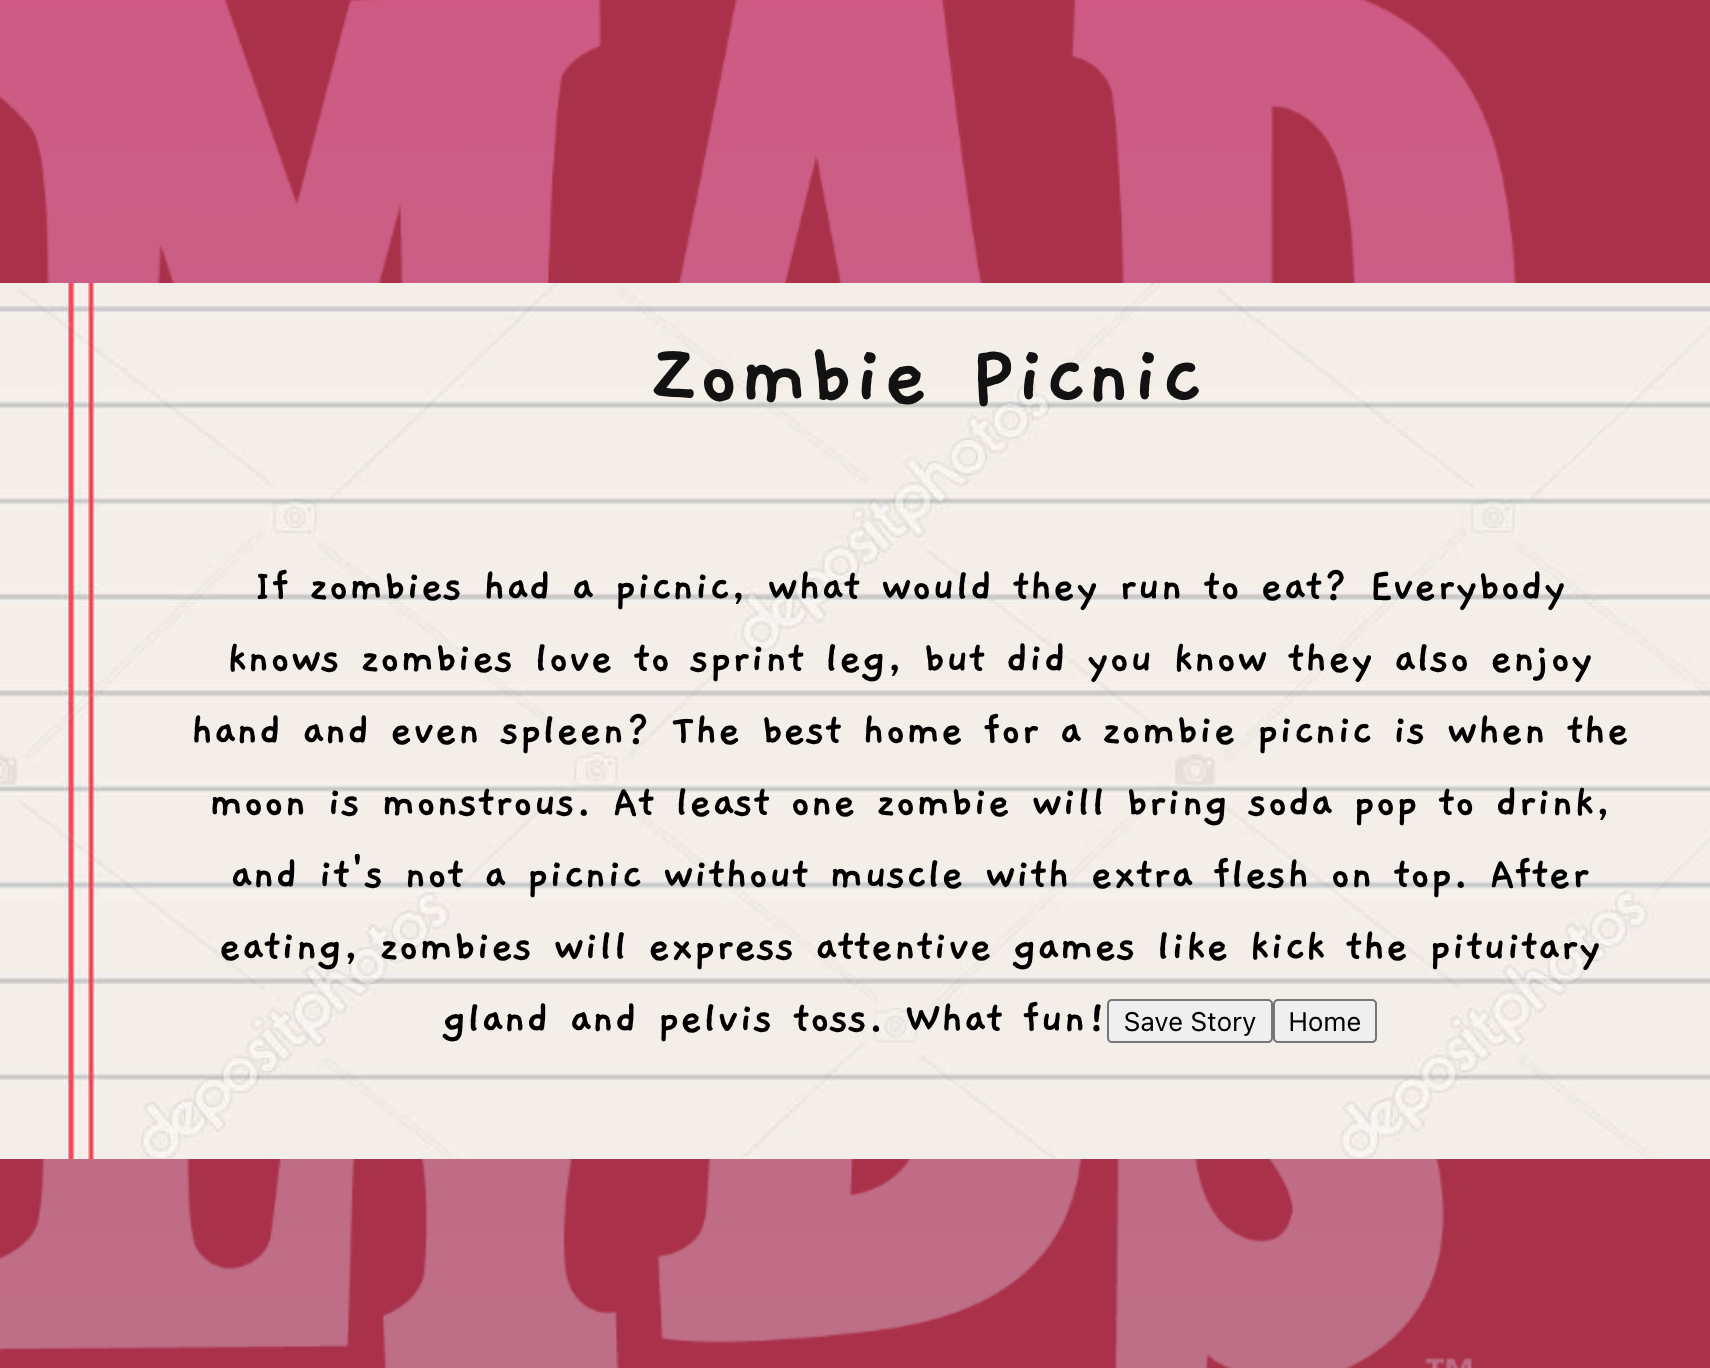 MAD
Zombie Picnic
If zombies had a picnic, what would they run to eat? Everybody
knows zombies love to sprint leg, but did you know they also enjoy
hand and even spleen? The best home for a zombie picnic is when the
moon is monstrous. At least one zombie will bring soda pop to drink,
and it's not a picnic without muscle with extra flesh on top. After
eating, zombies will express attentive games like kick the pituitary
gland and pelvis toss. What fun! Save Story Home
depositphotos
depositphotos
depositphotos
LIBS
TM